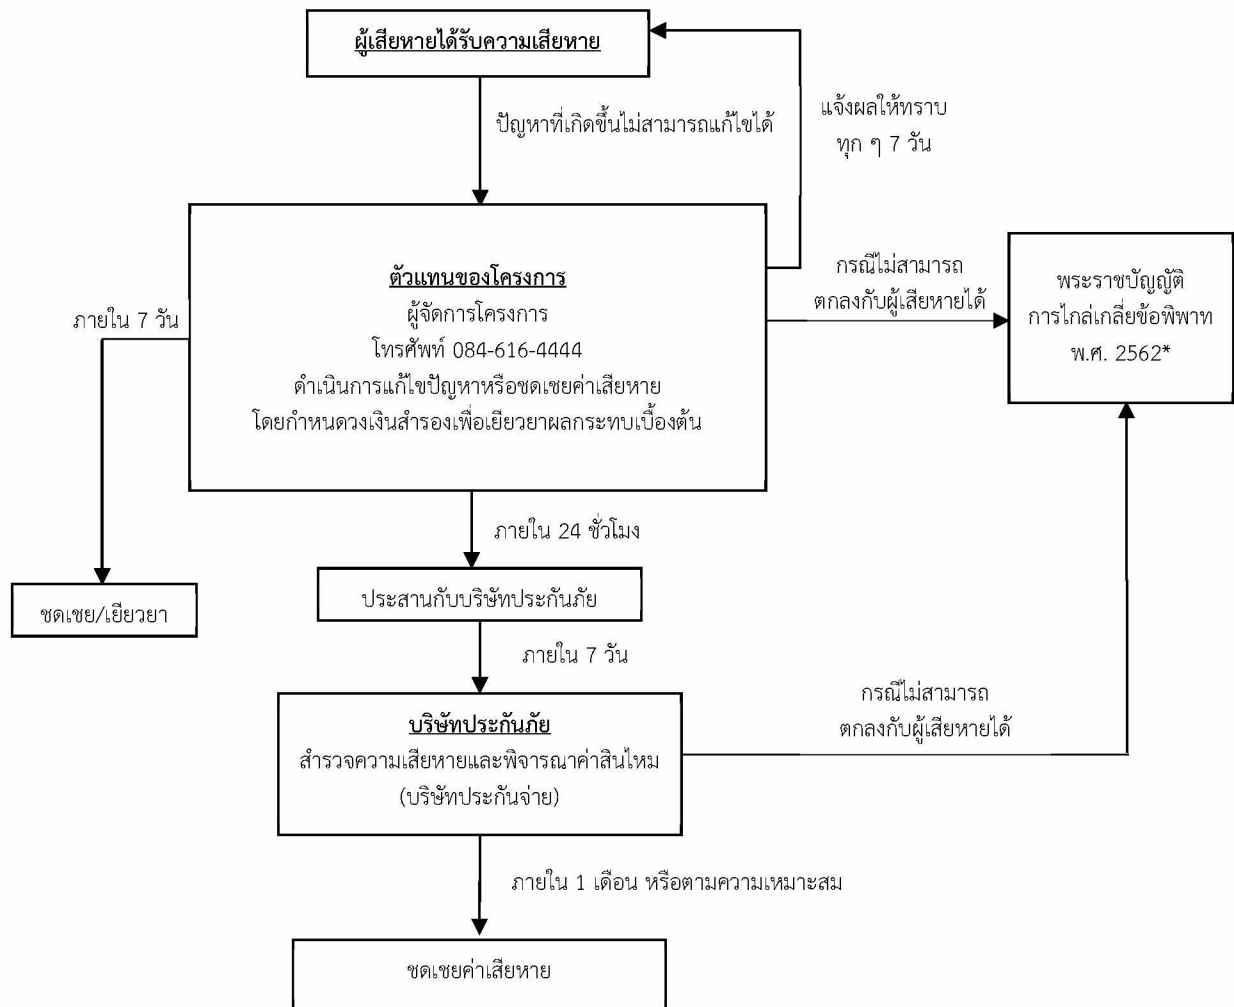 ผู้เสียหายได้รับความเสียหาย
ปัญหาที่เกิดขึ้นไม่สามารถแก้ไขได้
แจ้งผลให้ทราบ
ทุก ๆ 7 วัน
ตัวแทนของโครงการ
ผู้จัดการโครงการ
โทรศัพท์ 084-616-4444
ดำเนินการแก้ไขปัญหาหรือชดเชยค่าเสียหาย
โดยกำหนดวงเงินสำรองเพื่อเยียวยาผลกระทบเบื้องต้น
ภายใน 7 วัน
กรณีไม่สามารถ
ตกลงกับผู้เสียหายได้
พระราชบัญญัติ
การไกล่เกลี่ยข้อพิพาท
พ.ศ. 2562*
ภายใน 24 ชั่วโมง
ชดเชย/เยียวยา
ประสานกับบริษัทประกันภัย
ภายใน 7 วัน
บริษัทประกันภัย
สำรวจความเสียหายและพิจารณาค่าสินไหม
(บริษัทประกันจ่าย)
กรณีไม่สามารถ
ตกลงกับผู้เสียหายได้
ภายใน 1 เดือน หรือตามความเหมาะสม
ชดเชยค่าเสียหาย